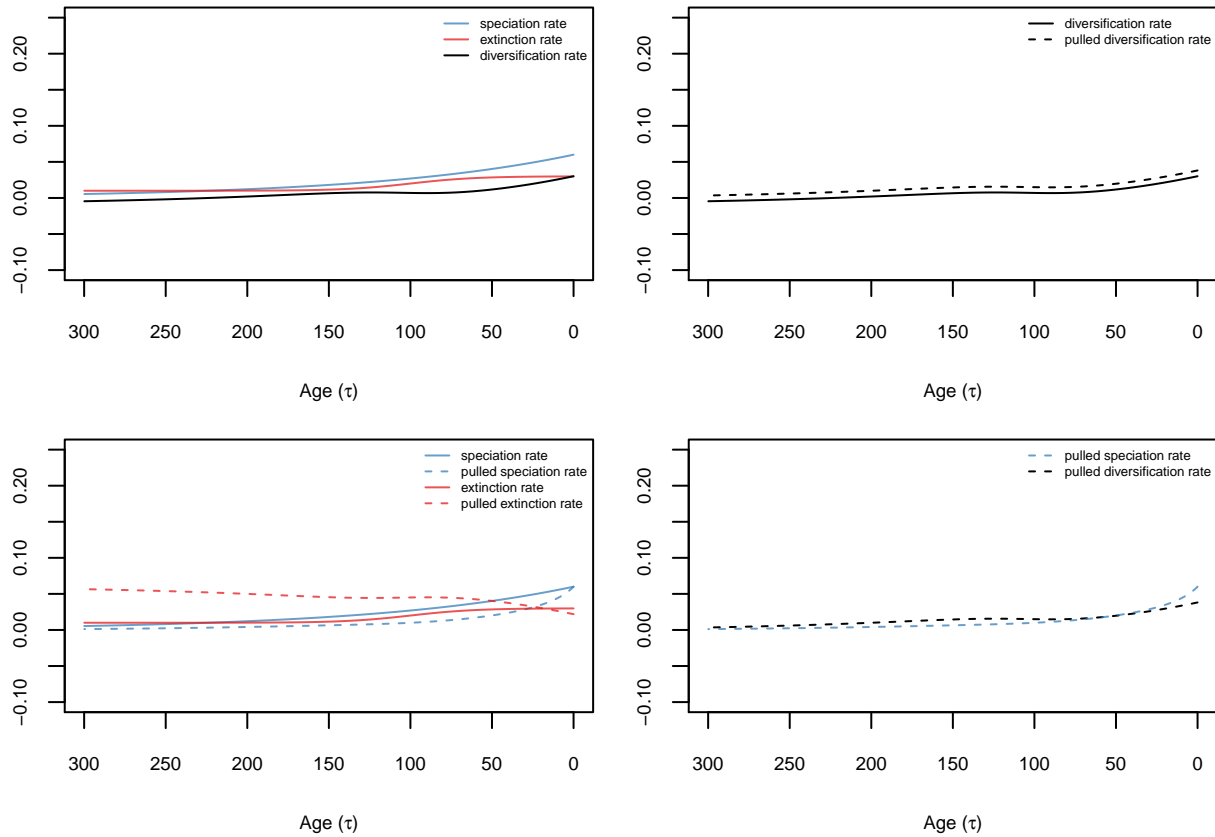 speciation rate
extinction rate
diversification rate
0.20
0.10
0.00
−0.10
300 250 200 150 100 50 0
Age (τ)
diversification rate
pulled diversification rate
0.20
0.10
0.00
−0.10
300 250 200 150 100 50 0
Age (τ)
speciation rate
pulled speciation rate
extinction rate
pulled extinction rate
0.20
0.10
0.00
−0.10
300 250 200 150 100 50 0
Age (τ)
pulled speciation rate
pulled diversification rate
0.20
0.10
0.00
−0.10
300 250 200 150 100 50 0
Age (τ)